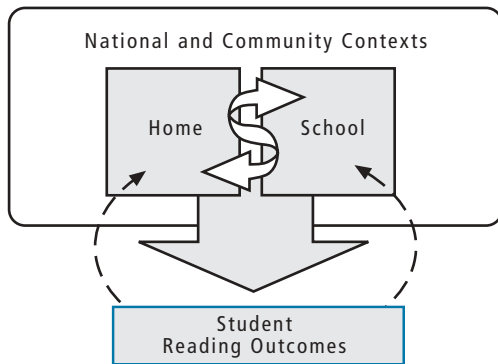 National and Community Contexts
Home
School
Student
Reading Outcomes